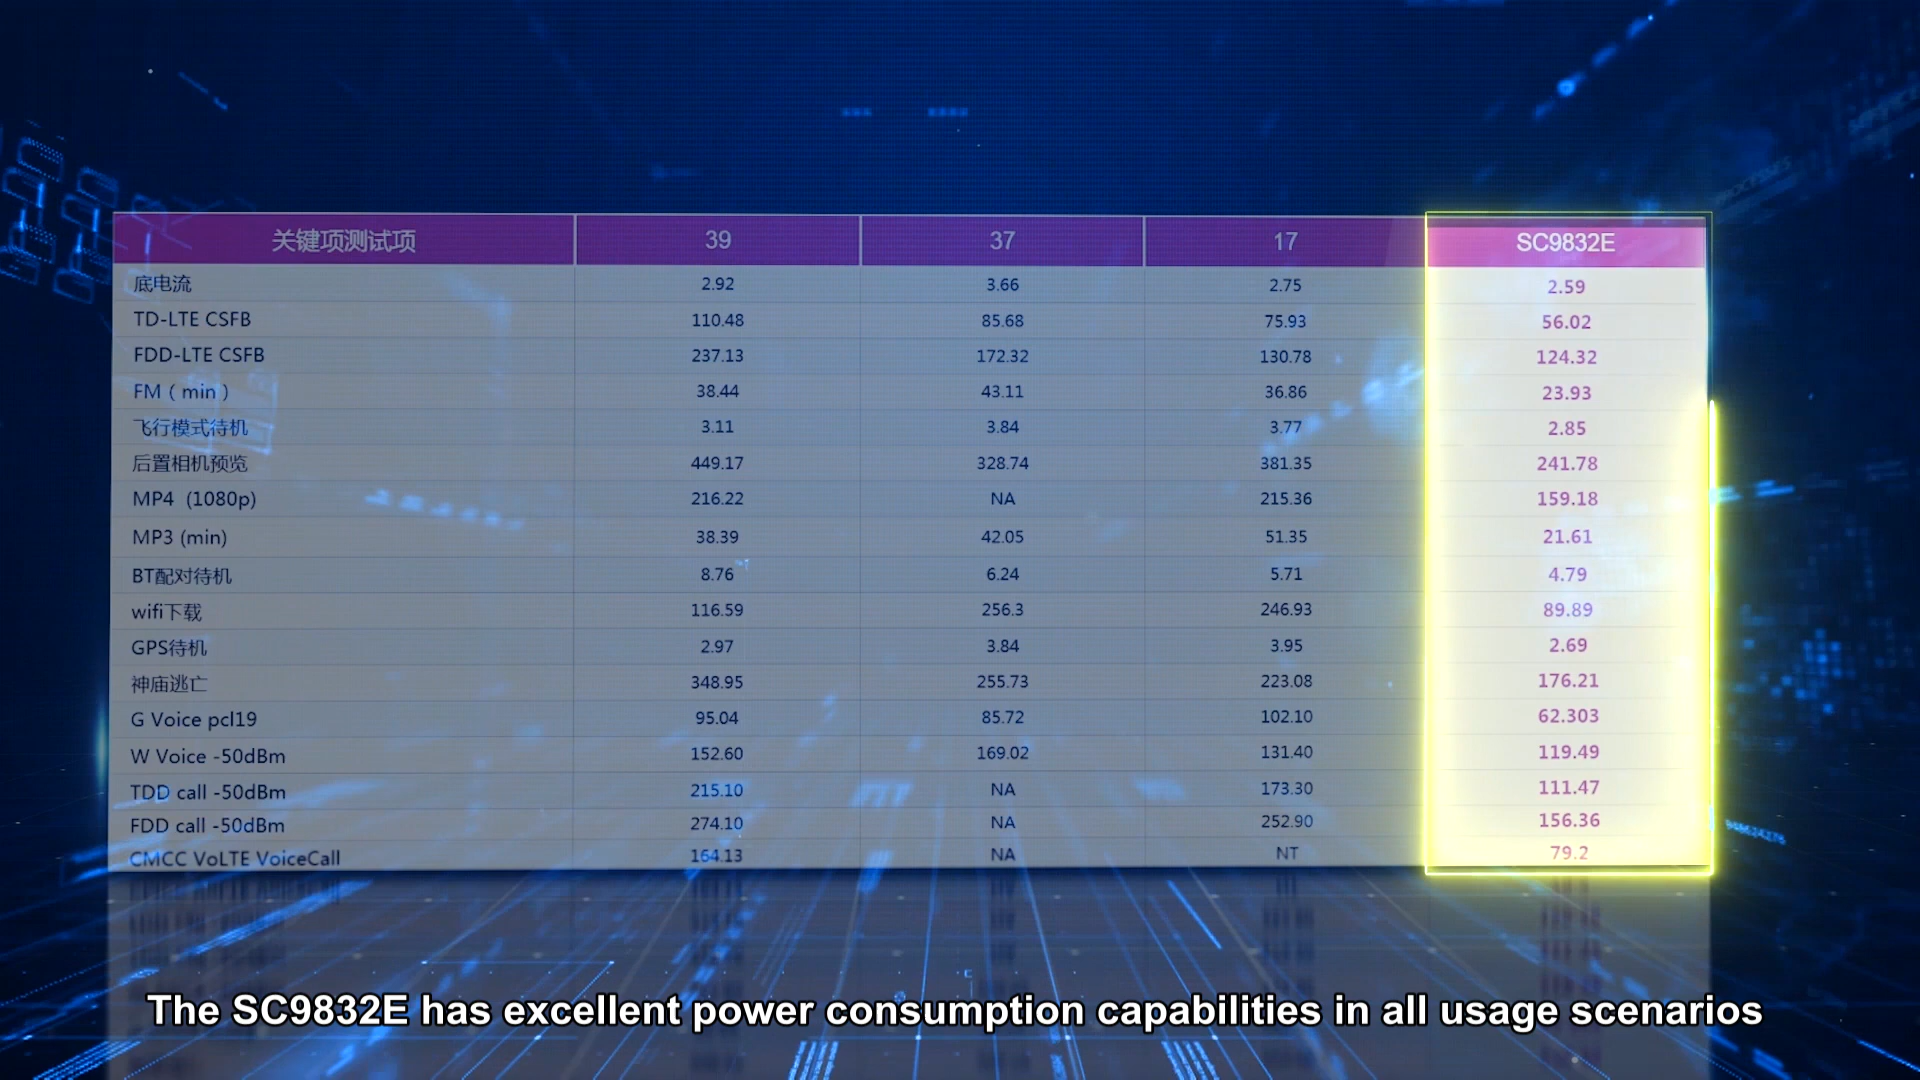 关键项测试项 39 37 17 SC9832E
底电流 2.92 3.66 2.75 2.59
TD-LTE CSFB 110.48 85.68 75.93 56.02
FDD-LTE CSFB 237.13 172.32 130.78 124.32
FM ( min ) 38.44 43.11 36.86 23.93
飞行模式待机 3.11 3.84 3.77 2.85
后置相机预览 449.17 328.74 381.35 241.78
MP4 (1080p) 216.22 NA 215.36 159.18
MP3 (min) 38.39 42.05 51.35 21.61
BT配对待机 8.76 6.24 5.71 4.79
wifi下载 116.59 256.3 246.93 89.89
GPS待机 2.97 3.84 3.95 2.69
神庙逃亡 348.95 255.73 223.08 176.21
G Voice pcl19 95.04 85.72 102.10 62.303
W Voice -50dBm 152.60 169.02 131.40 119.49
TDD call -50dBm 215.10 NA 173.30 111.47
FDD call -50dBm 274.10 NA 252.90 156.36
CMCC VoLTE VoiceCall 164.13 NA NT 79.2
The SC9832E has excellent power consumption capabilities in all usage scenarios